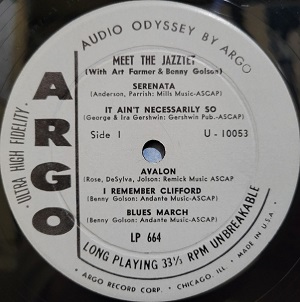 AUDIO ODYSSEY BY ARGO
MEET THE JAZZTET
(With Art Farmer & Benny Golson)
SERENATA
(Anderson, Parrish: Mills Music-ASCAP)
IT AIN'T NECESSARILY SO
(George & Ira Gershwin: Gershwin Pub.-ASCAP)
Side 1
U - 10053
AVALON
(Rose, DeSylva, Jolson: Remick Music ASCAP)
I REMEMBER CLIFFORD
(Benny Golson: Andante Music-ASCAP)
BLUES MARCH
(Benny Golson: Andante Music-ASCAP)
LP 664
ARGO
ULTRA HIGH FIDELITY
LONG PLAYING 33⅓ RPM UNBREAKABLE
ARGO RECORD CORP. • CHICAGO, ILL. • MADE IN U.S.A.